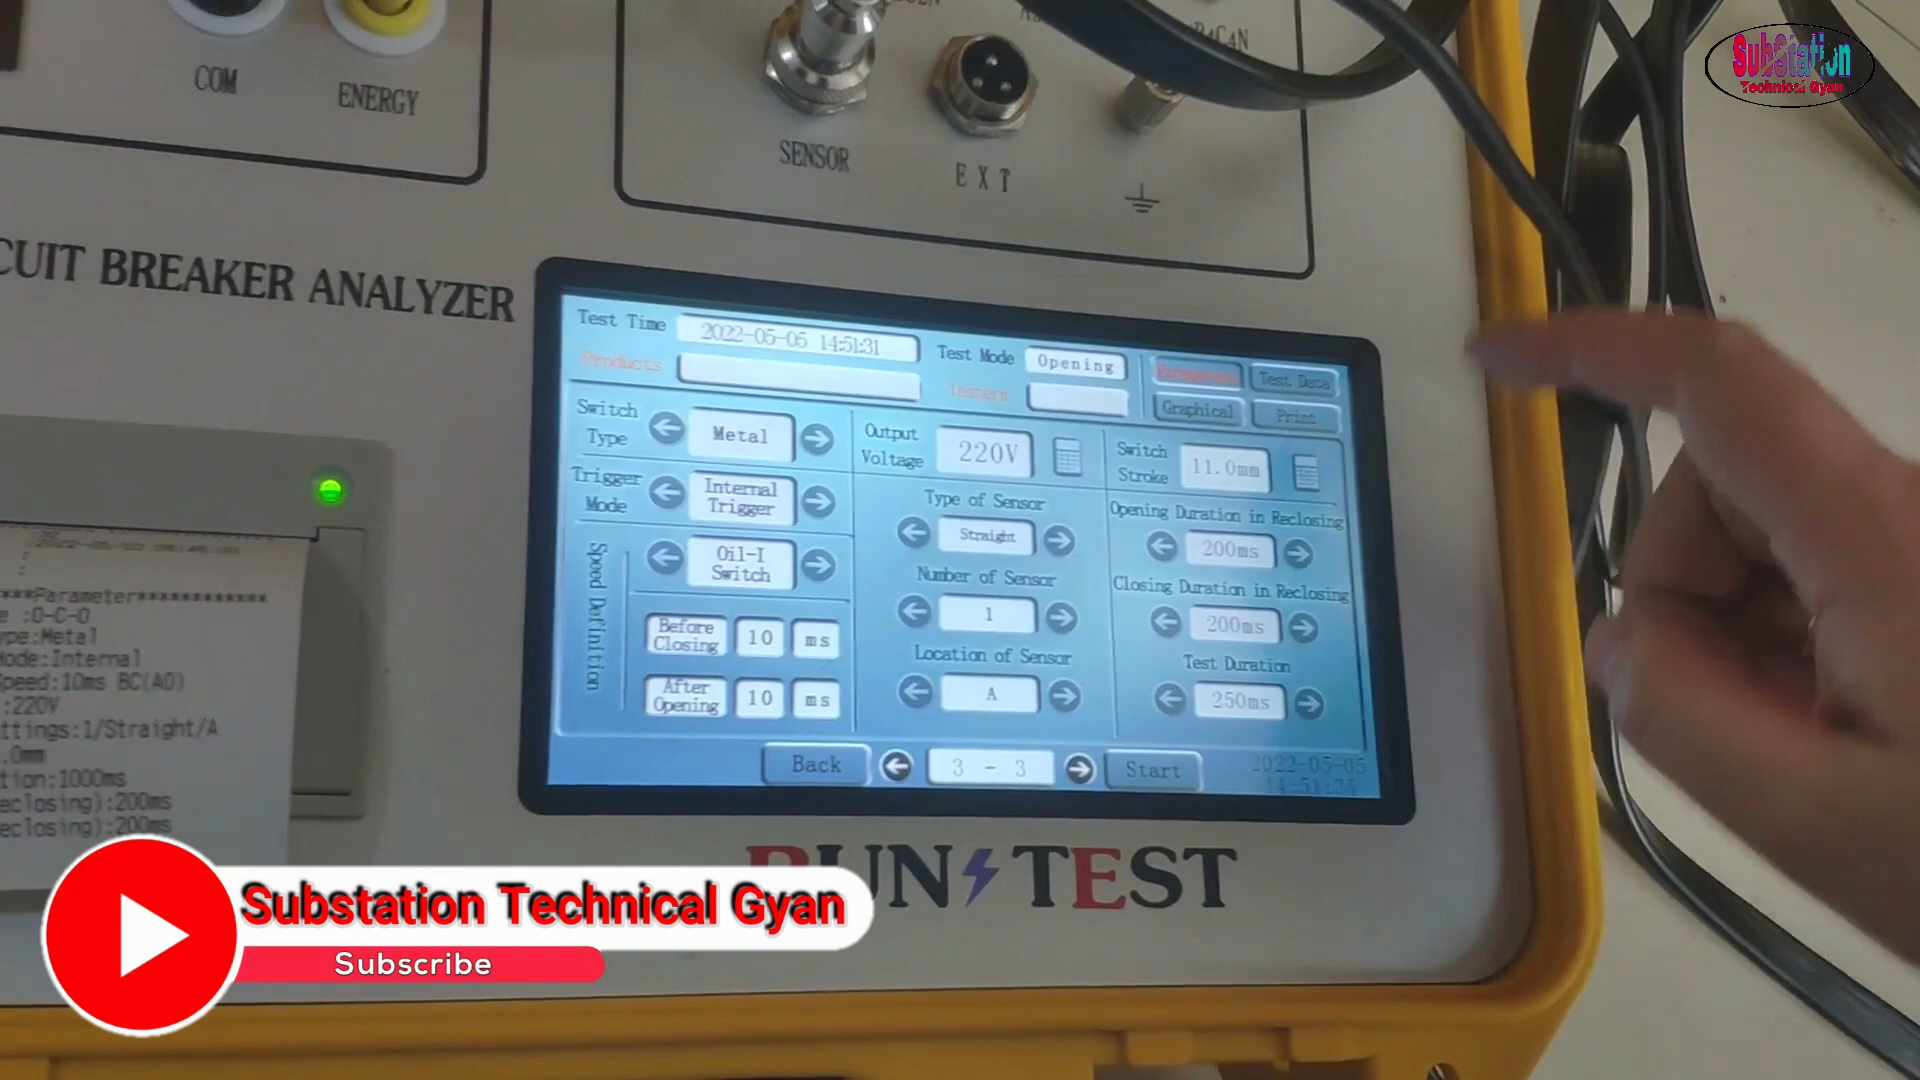 SubStation
Technical Gyan
COM
ENERGY
SENSOR
EXT
CUIT BREAKER ANALYZER
Test Time
2022-05-05 14:51:31
Test Mode
Opening
Test Data
Products
Testers
Graphical
Print
Switch
Type
Metal
Output
Voltage
220V
Switch
Stroke
11.0mm
Trigger
Mode
Internal
Trigger
Type of Sensor
Straight
Opening Duration in Reclosing
200ms
Speed Definition
Oil-I
Switch
Number of Sensor
1
Closing Duration in Reclosing
200ms
Before
Closing
10
ms
Location of Sensor
A
Test Duration
250ms
After
Opening
10
ms
Back
3 - 3
Start
2022-05-05
***Parameter************
e :O-C-O
ype:Metal
Mode:Internal
Speed:10ms BC(AO)
:220V
ttings:1/Straight/A
.0mm
tion:1000ms
eclosing):200ms
eclosing):200ms
UN TEST
Substation Technical Gyan
Subscribe